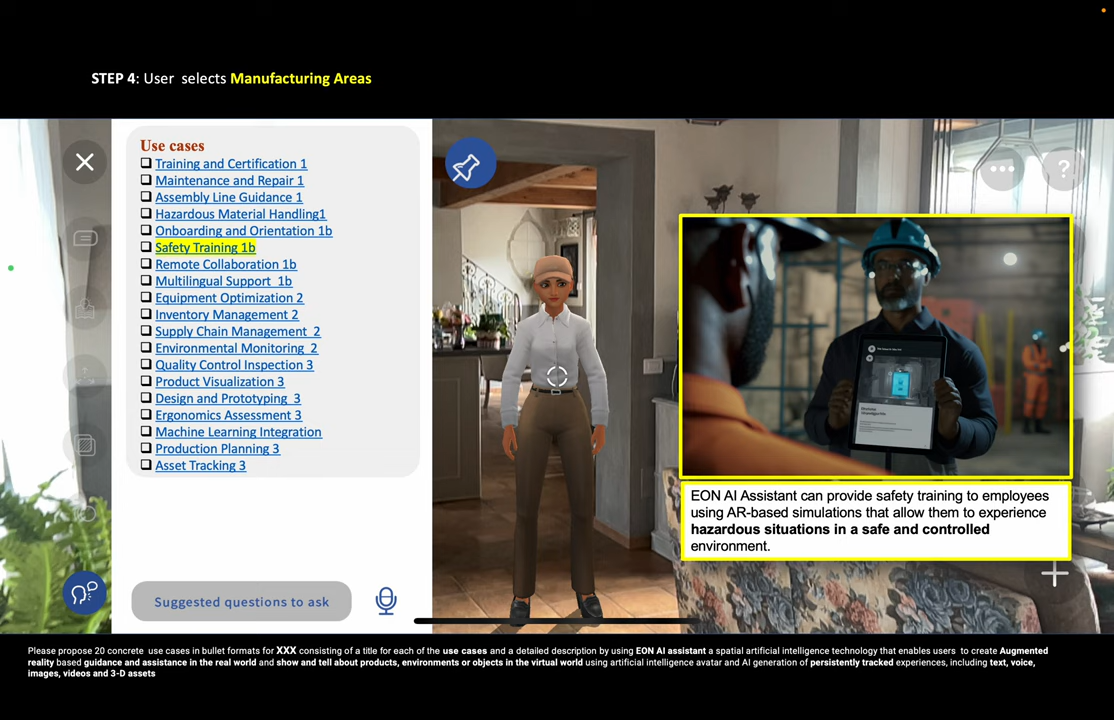 STEP 4: User selects Manufacturing Areas
Use cases
Training and Certification 1
Maintenance and Repair 1
Assembly Line Guidance 1
Hazardous Material Handling1
Onboarding and Orientation 1b
Safety Training 1b
Remote Collaboration 1b
Multilingual Support 1b
Equipment Optimization 2
Inventory Management 2
Supply Chain Management 2
Environmental Monitoring 2
Quality Control Inspection 3
Product Visualization 3
Design and Prototyping 3
Ergonomics Assessment 3
Machine Learning Integration
Production Planning 3
Asset Tracking 3
Suggested questions to ask
?
EON AI Assistant can provide safety training to employees
using AR-based simulations that allow them to experience
hazardous situations in a safe and controlled
environment.
Please propose 20 concrete use cases in bullet formats for XXX consisting of a title for each of the use cases and a detailed description by using EON AI assistant a spatial artificial intelligence technology that enables users to create Augmented
reality based guidance and assistance in the real world and show and tell about products, environments or objects in the virtual world using artificial intelligence avatar and AI generation of persistently tracked experiences, including text, voice,
images, videos and 3-D assets